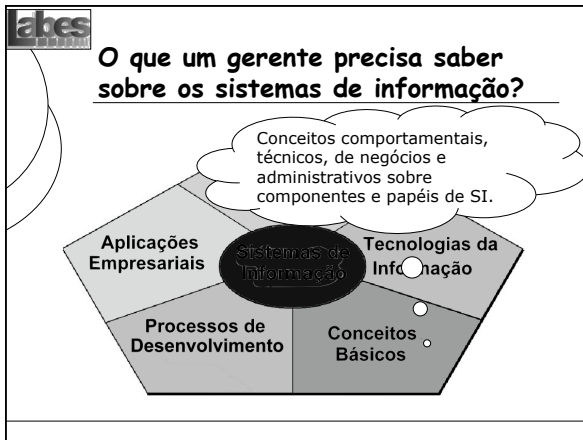 Labes
O que um gerente precisa saber
sobre os sistemas de informação?
Conceitos comportamentais,
técnicos, de negócios e
administrativos sobre
componentes e papéis de SI.
Aplicações
Empresariais
Sistemas de
Informação
Tecnologias da
Informação
Processos de
Desenvolvimento
Conceitos
Básicos